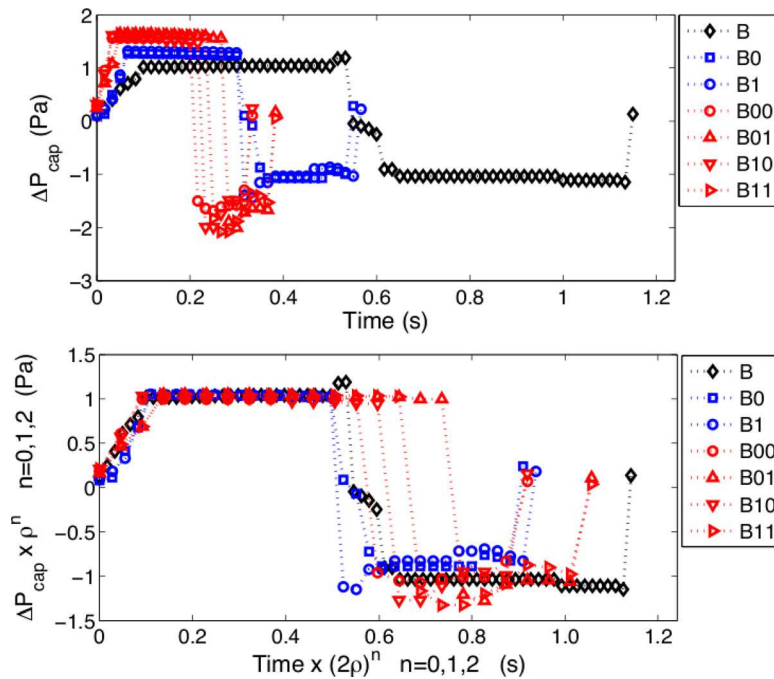 3
2
1
0
−1
−2
−3
ΔP_cap (Pa)
0 0.2 0.4 0.6 0.8 1 1.2
Time (s)
B
B0
B1
B00
B01
B10
B11
1.5
1
0.5
0
−0.5
−1
−1.5
ΔP_cap x ρ^n n=0,1,2 (Pa)
0 0.2 0.4 0.6 0.8 1.0 1.2
Time x (2ρ)^n n=0,1,2 (s)
B
B0
B1
B00
B01
B10
B11